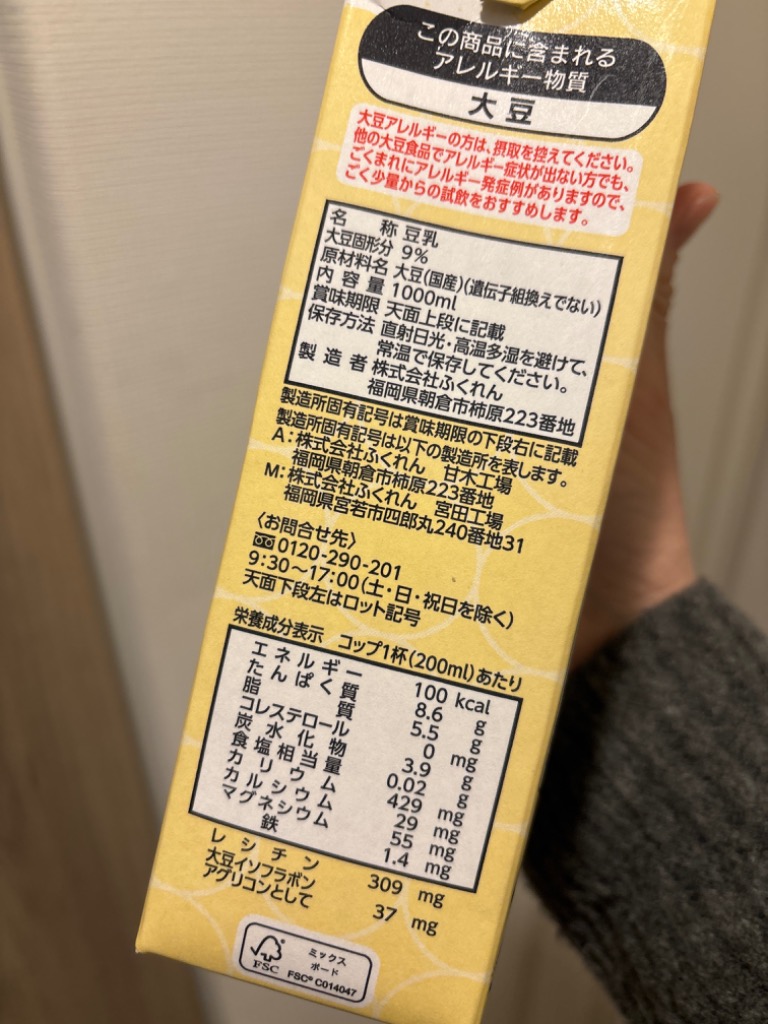 この商品に含まれる
アレルギー物質
大豆
大豆アレルギーの方は、摂取を控えてください。
他の大豆食品でアレルギー症状が出ない方でも、
ごくまれにアレルギー発症例がありますので、
ごく少量からの試飲をおすすめします。
名称 豆乳
大豆固形分 9%
原材料名 大豆(国産)(遺伝子組換えでない)
内容量 1000ml
賞味期限 天面上段に記載
保存方法 直射日光・高温多湿を避けて、
常温で保存してください。
製造者 株式会社ふくれん
福岡県朝倉市柿原223番地
製造所固有記号は賞味期限の下段右に記載
製造所固有記号は以下の製造所を表します。
A:株式会社ふくれん 甘木工場
福岡県朝倉市柿原223番地
M:株式会社ふくれん 宮田工場
福岡県宮若市四郎丸240番地31
〈お問合せ先〉
0120-290-201
9:30～17:00(土・日・祝日を除く)
天面下段左はロット記号
栄養成分表示 コップ1杯(200ml)あたり
エネルギー 100 kcal
たんぱく質 8.6 g
脂質 5.5 g
コレステロール 0 mg
炭水化物 3.9 g
食塩相当量 0.02 g
カリウム 429 mg
カルシウム 29 mg
マグネシウム 55 mg
鉄 1.4 mg
レシチン 309 mg
大豆イソフラボン
アグリコンとして 37 mg
FSC
ミックス
ボード
FSC® C014047